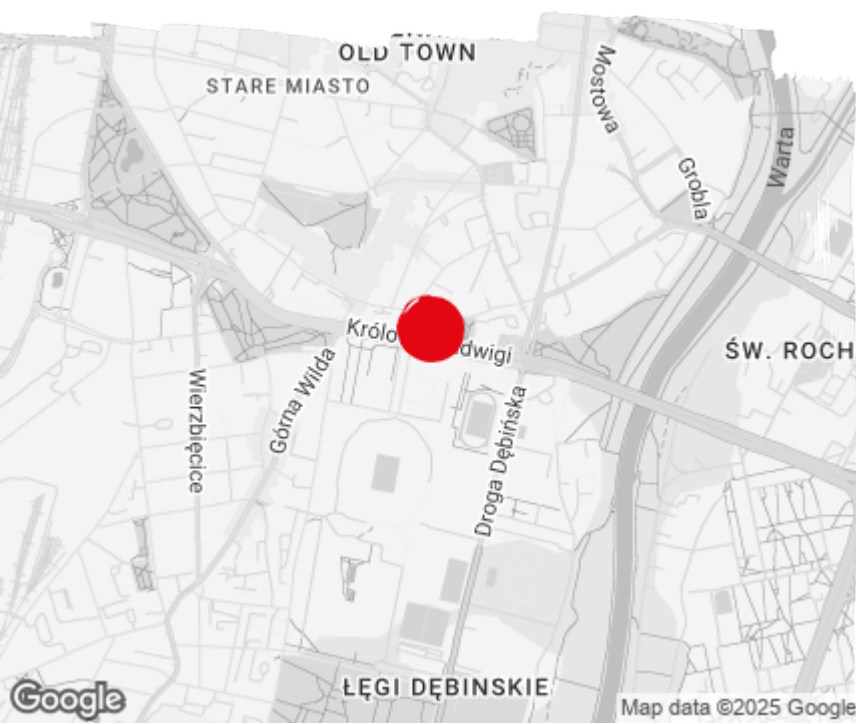 OLD TOWN
STARE MIASTO
Mostowa
Warta
Grobla
Królo
dwigi
ŚW. ROCH
Górna Wilda
Wierzbięcice
Droga Dębińska
ŁĘGI DĘBINSKIE
Google
Map data ©2025 Google